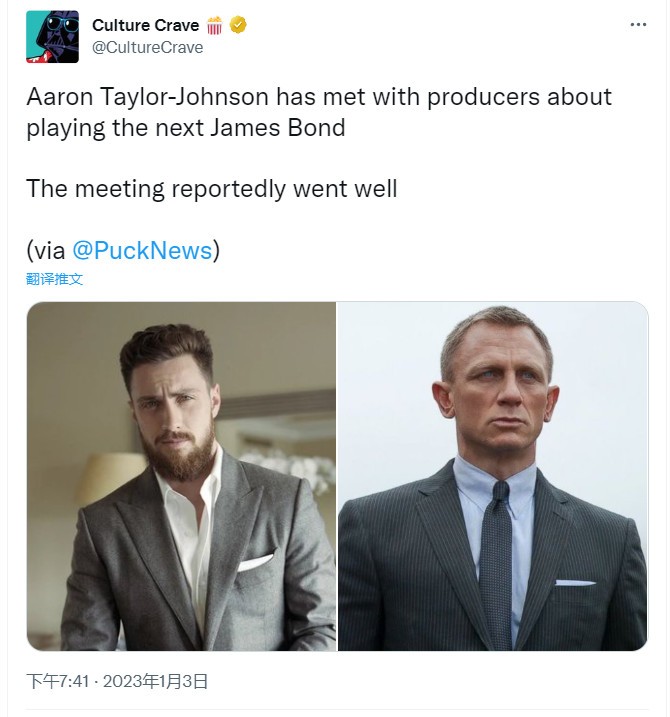 Culture Crave
@CultureCrave
Aaron Taylor-Johnson has met with producers about
playing the next James Bond
The meeting reportedly went well
(via @PuckNews)
翻译推文
下午7:41 · 2023年1月3日